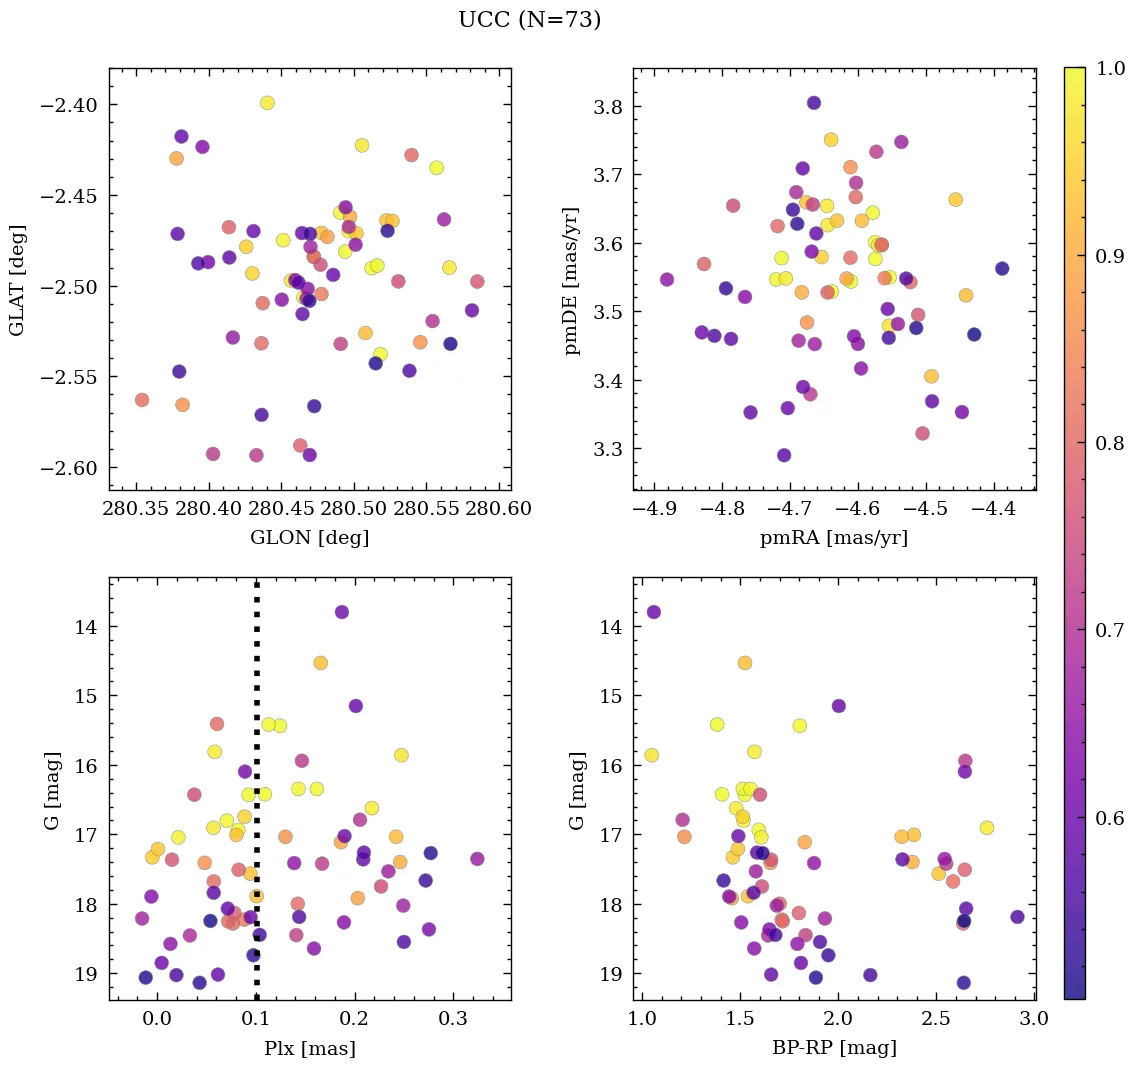 UCC (N=73)
−2.40
−2.45
−2.50
−2.55
−2.60
GLAT [deg]
280.35 280.40 280.45 280.50 280.55 280.60
GLON [deg]
3.8
3.7
3.6
3.5
3.4
3.3
pmDE [mas/yr]
−4.9 −4.8 −4.7 −4.6 −4.5 −4.4
pmRA [mas/yr]
14
15
16
17
18
19
G [mag]
0.0 0.1 0.2 0.3
Plx [mas]
14
15
16
17
18
19
G [mag]
1.0 1.5 2.0 2.5 3.0
BP-RP [mag]
1.0
0.9
0.8
0.7
0.6